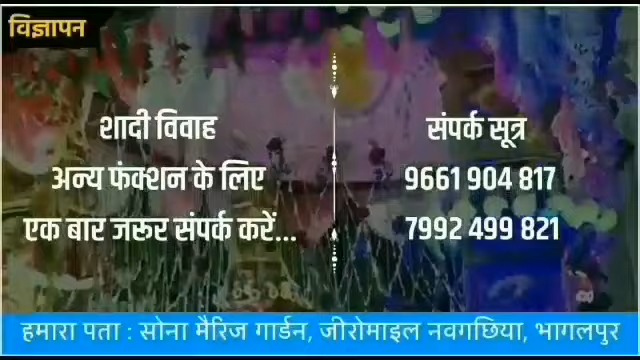 विज्ञापन
शादी विवाह
अन्य फंक्शन के लिए
एक बार जरूर संपर्क करें...
संपर्क सूत्र
9661 904 817
7992 499 821
हमारा पता : सोना मैरिज गार्डन, जीरोमाइल नवगछिया, भागलपुर